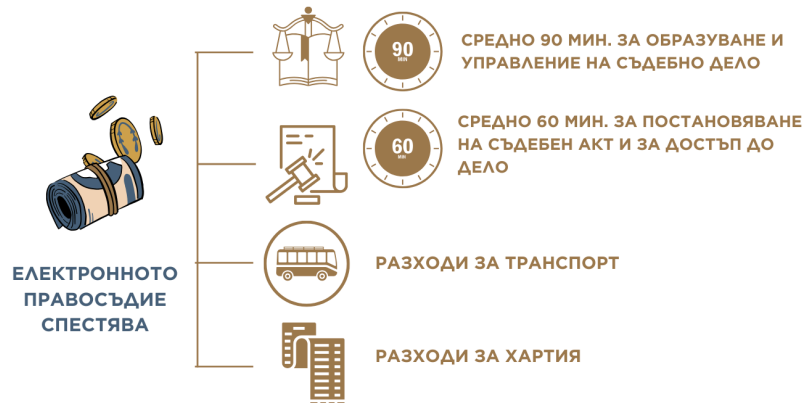 90
МИН
СРЕДНО 90 МИН. ЗА ОБРАЗУВАНЕ И
УПРАВЛЕНИЕ НА СЪДЕБНО ДЕЛО
60
МИН
СРЕДНО 60 МИН. ЗА ПОСТАНОВЯВАНЕ
НА СЪДЕБЕН АКТ И ЗА ДОСТЪП ДО
ДЕЛО
ЕЛЕКТРОННОТО
ПРАВОСЪДИЕ
СПЕСТЯВА
РАЗХОДИ ЗА ТРАНСПОРТ
РАЗХОДИ ЗА ХАРТИЯ